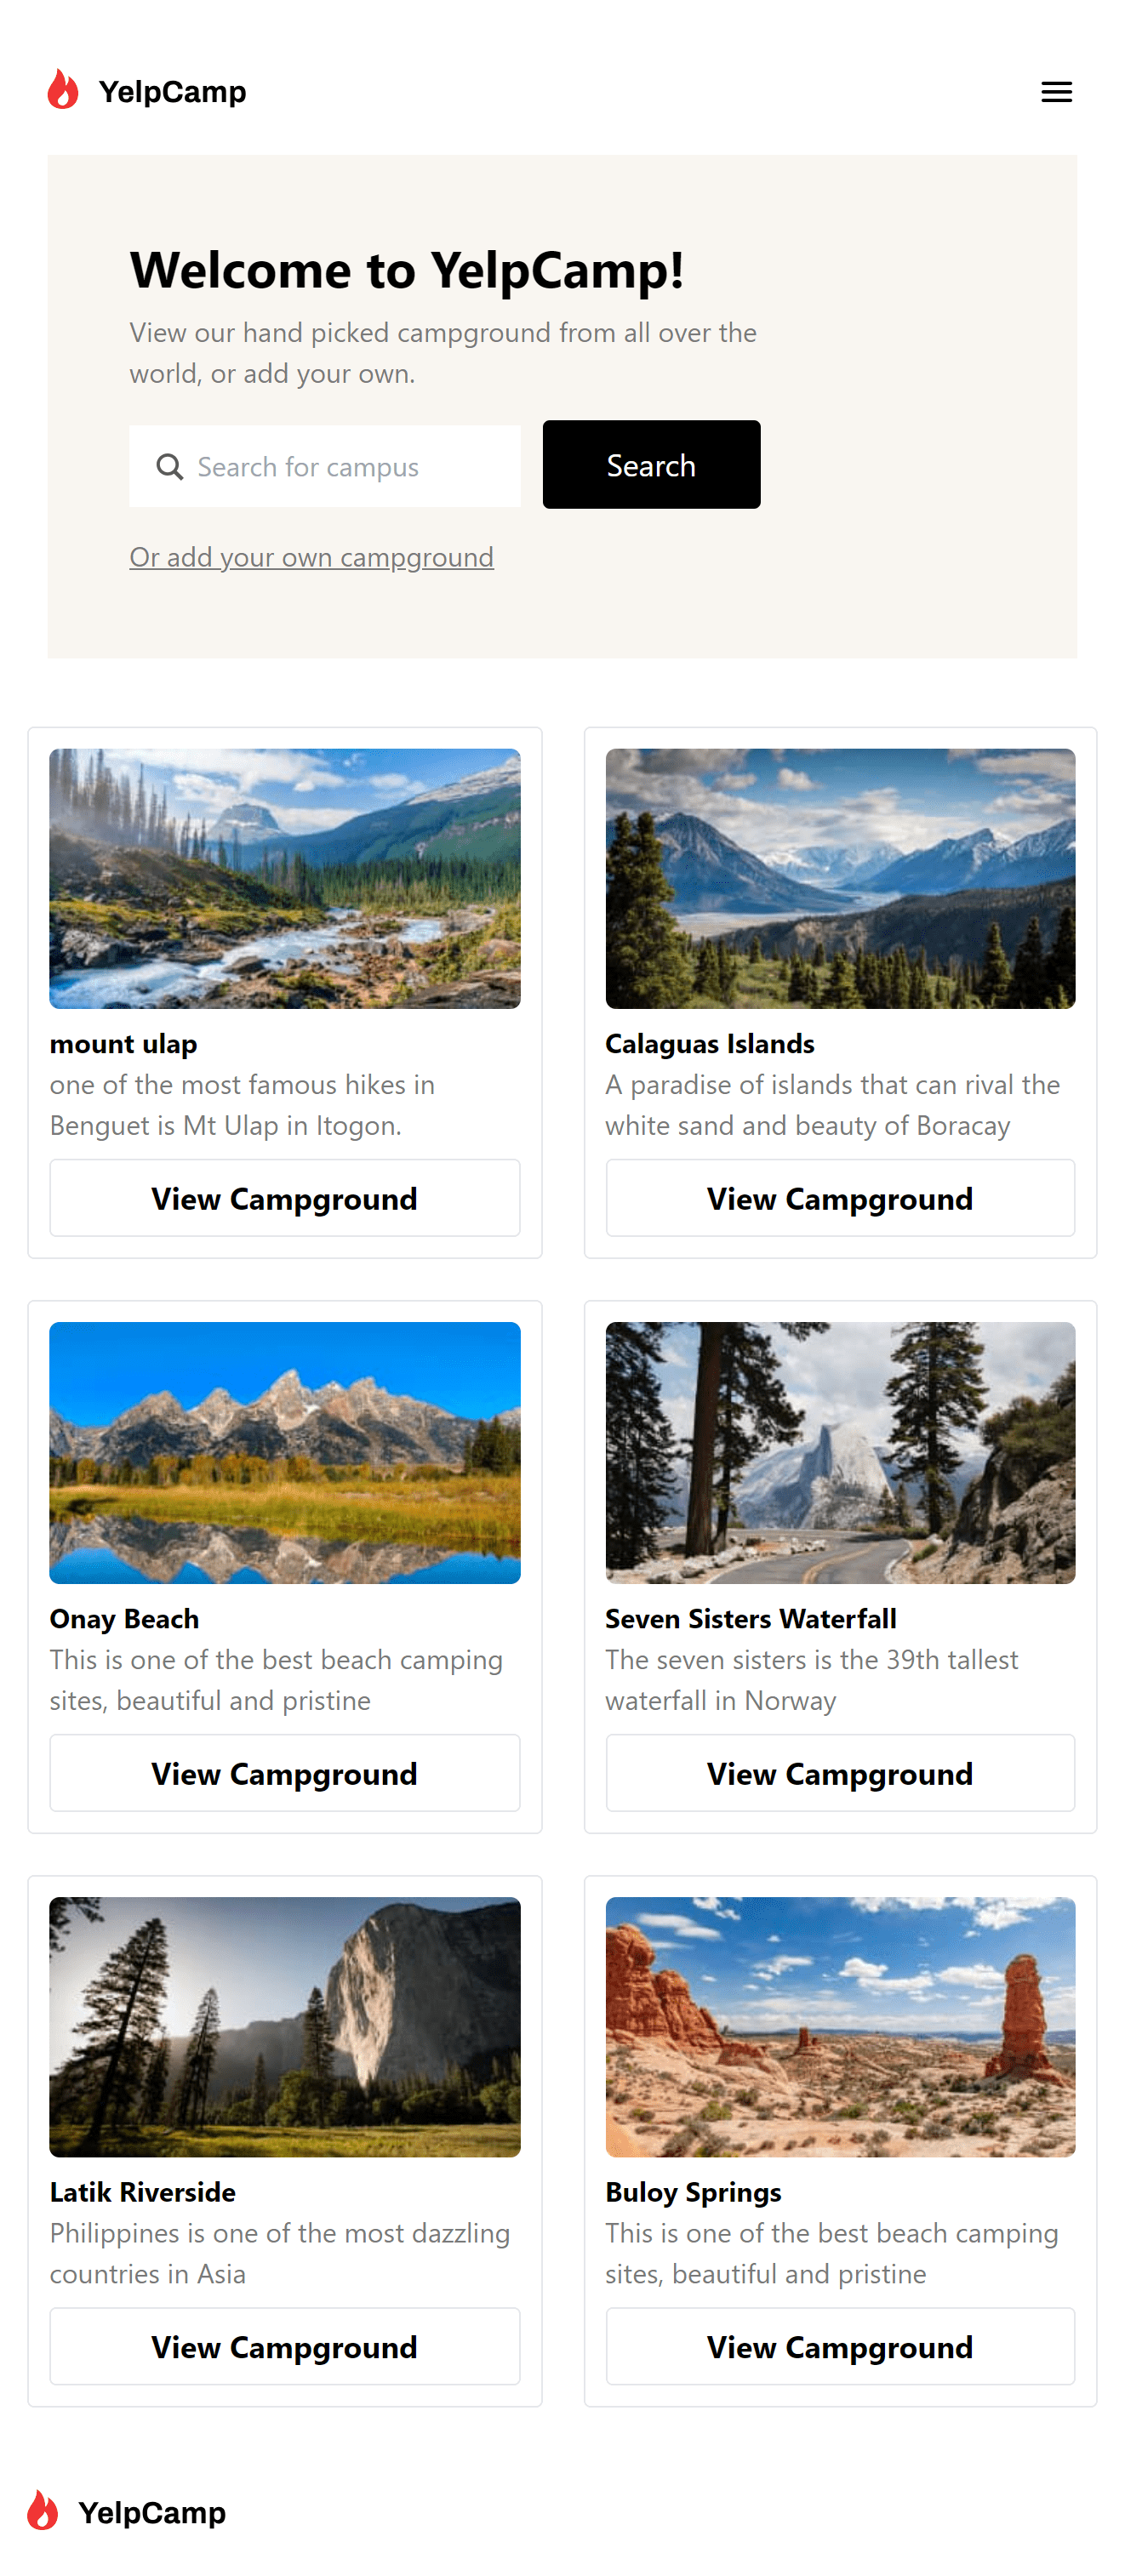 YelpCamp
Welcome to YelpCamp!
View our hand picked campground from all over the
world, or add your own.
Search for campus
Search
Or add your own campground
mount ulap
one of the most famous hikes in
Benguet is Mt Ulap in Itogon.
View Campground
Calaguas Islands
A paradise of islands that can rival the
white sand and beauty of Boracay
View Campground
Onay Beach
This is one of the best beach camping
sites, beautiful and pristine
View Campground
Seven Sisters Waterfall
The seven sisters is the 39th tallest
waterfall in Norway
View Campground
Latik Riverside
Philippines is one of the most dazzling
countries in Asia
View Campground
Buloy Springs
This is one of the best beach camping
sites, beautiful and pristine
View Campground
YelpCamp